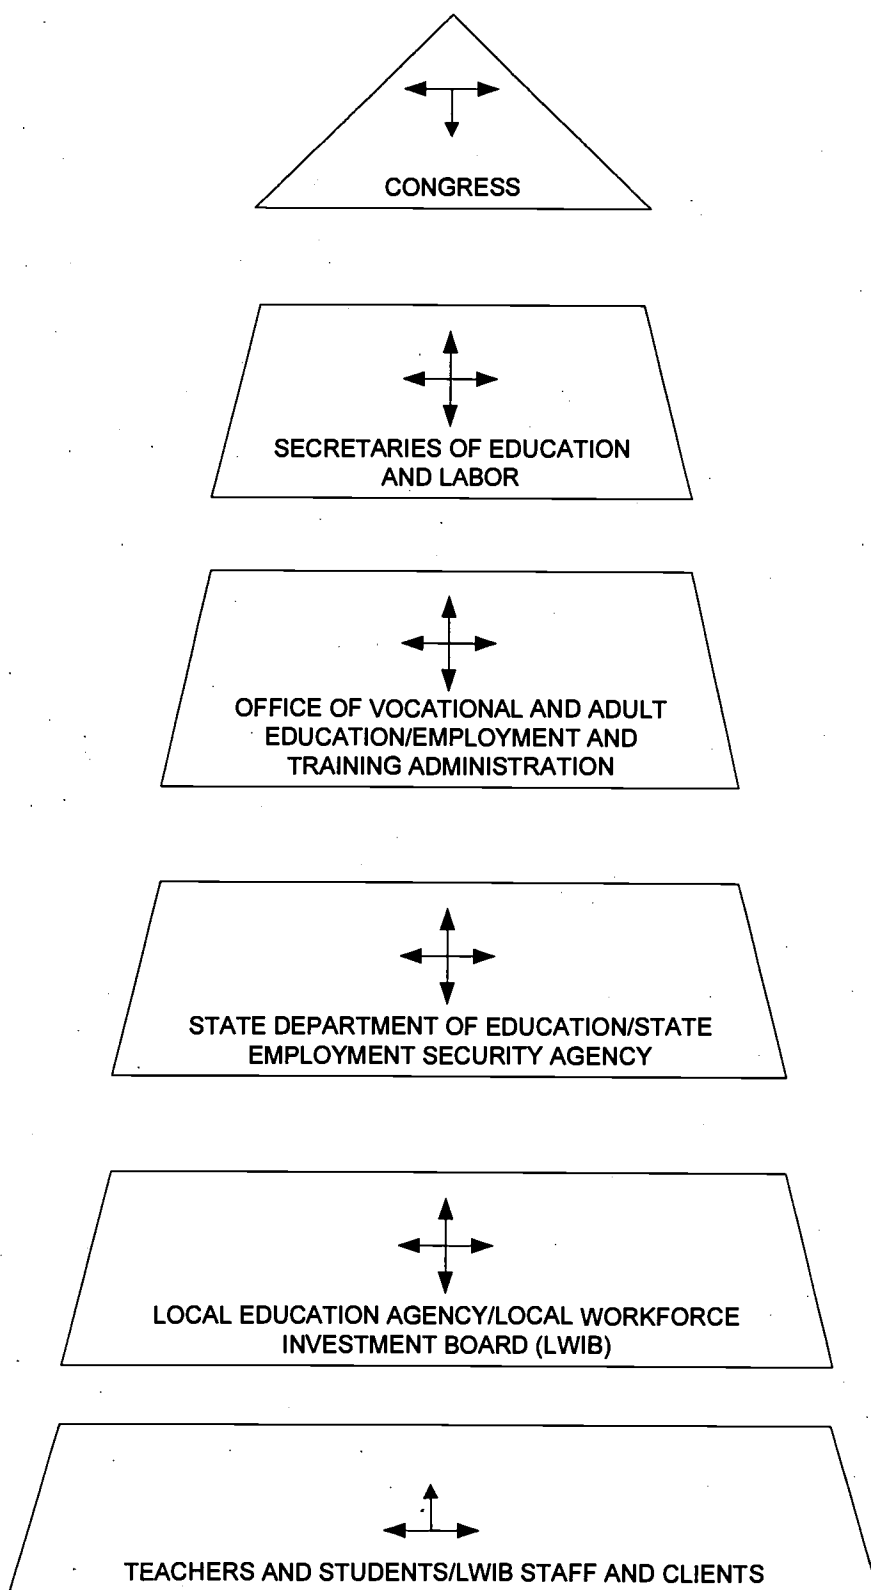 CONGRESS
SECRETARIES OF EDUCATION
AND LABOR
OFFICE OF VOCATIONAL AND ADULT
EDUCATION/EMPLOYMENT AND
TRAINING ADMINISTRATION
STATE DEPARTMENT OF EDUCATION/STATE
EMPLOYMENT SECURITY AGENCY
LOCAL EDUCATION AGENCY/LOCAL WORKFORCE
INVESTMENT BOARD (LWIB)
TEACHERS AND STUDENTS/LWIB STAFF AND CLIENTS